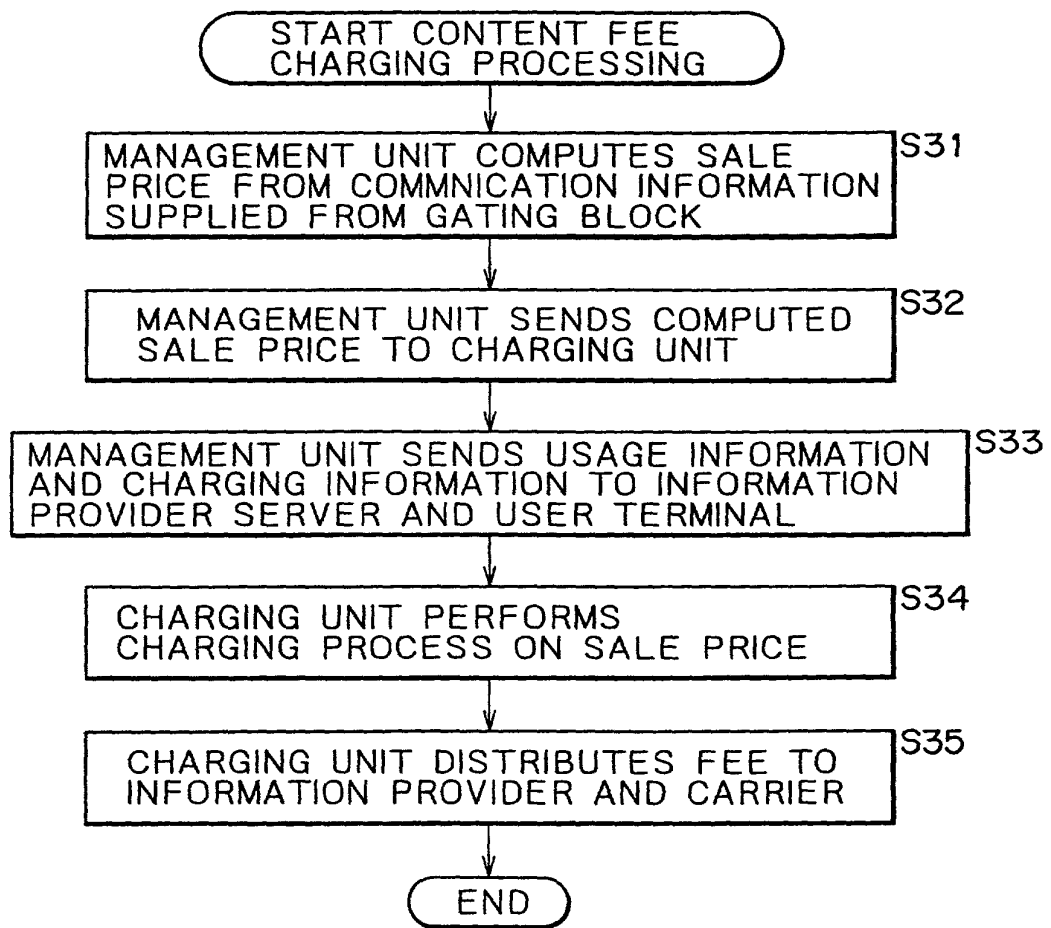 START CONTENT FEE
CHARGING PROCESSING
S31
MANAGEMENT UNIT COMPUTES SALE
PRICE FROM COMMNICATION INFORMATION
SUPPLIED FROM GATING BLOCK
S32
MANAGEMENT UNIT SENDS COMPUTED
SALE PRICE TO CHARGING UNIT
S33
MANAGEMENT UNIT SENDS USAGE INFORMATION
AND CHARGING INFORMATION TO INFORMATION
PROVIDER SERVER AND USER TERMINAL
S34
CHARGING UNIT PERFORMS
CHARGING PROCESS ON SALE PRICE
S35
CHARGING UNIT DISTRIBUTES FEE TO
INFORMATION PROVIDER AND CARRIER
END